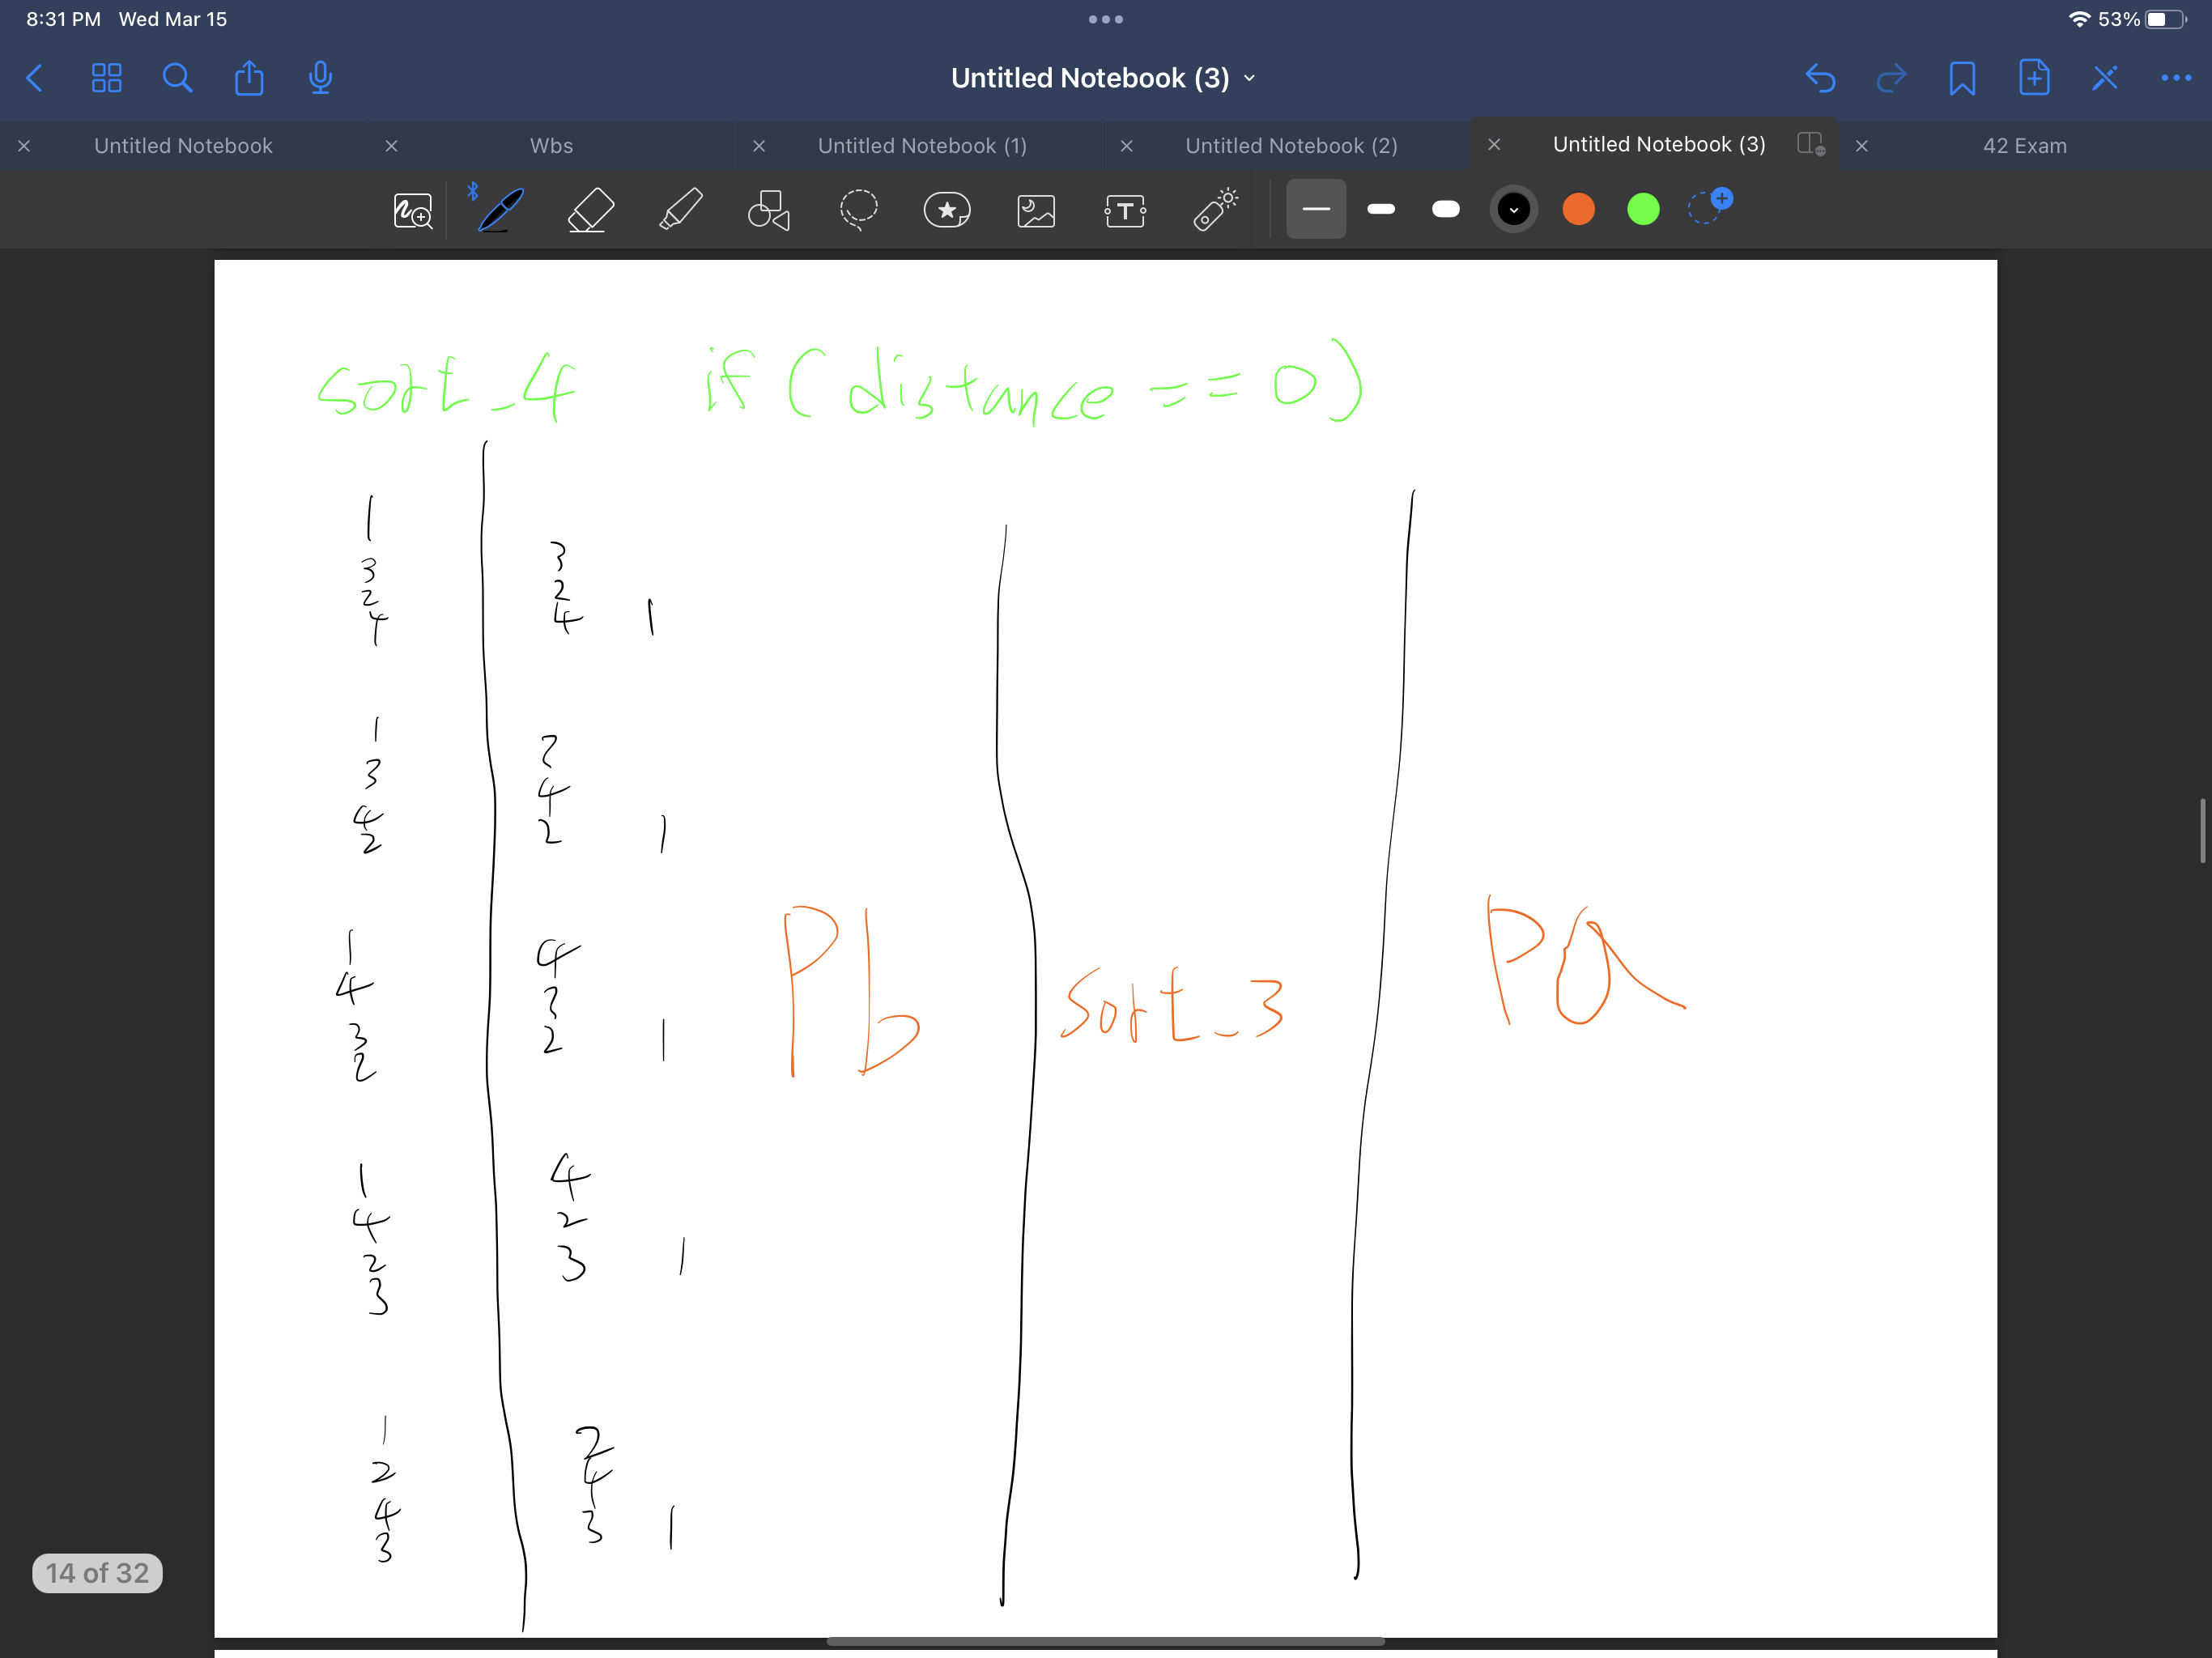 8:31 PM Wed Mar 15
53%
Untitled Notebook (3)
Untitled Notebook
Wbs
Untitled Notebook (1)
Untitled Notebook (2)
Untitled Notebook (3)
42 Exam
T
sort_4 if (distance == 0)
1
3
2
4
3
2
4 1
1
3
4
2
4
2 1
1
4
3
2
4
3
2 1
Pb
sort_3
Pa
1
4
2
3
4
2
3 1
1
2
4
3
2
4
3 1
14 of 32